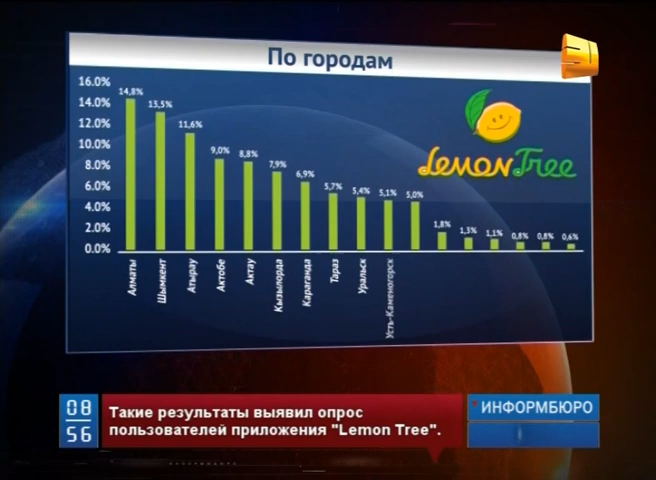 По городам
16.0%
14.0%
12.0%
10.0%
8.0%
6.0%
4.0%
2.0%
0.0%
14,8%
13,5%
11,6%
9,0%
8,8%
7,9%
6,9%
5,7%
5,4%
5,1%
5,0%
1,8%
1,3%
1,1%
0,8%
0,8%
0,6%
Алматы
Шымкент
Атырау
Актобе
Актау
Кызылорда
Караганда
Тараз
Уральск
Усть-Каменогорск
Lemon Tree
31
08
56
Такие результаты выявил опрос
пользователей приложения "Lemon Tree".
ИНФОРМБЮРО